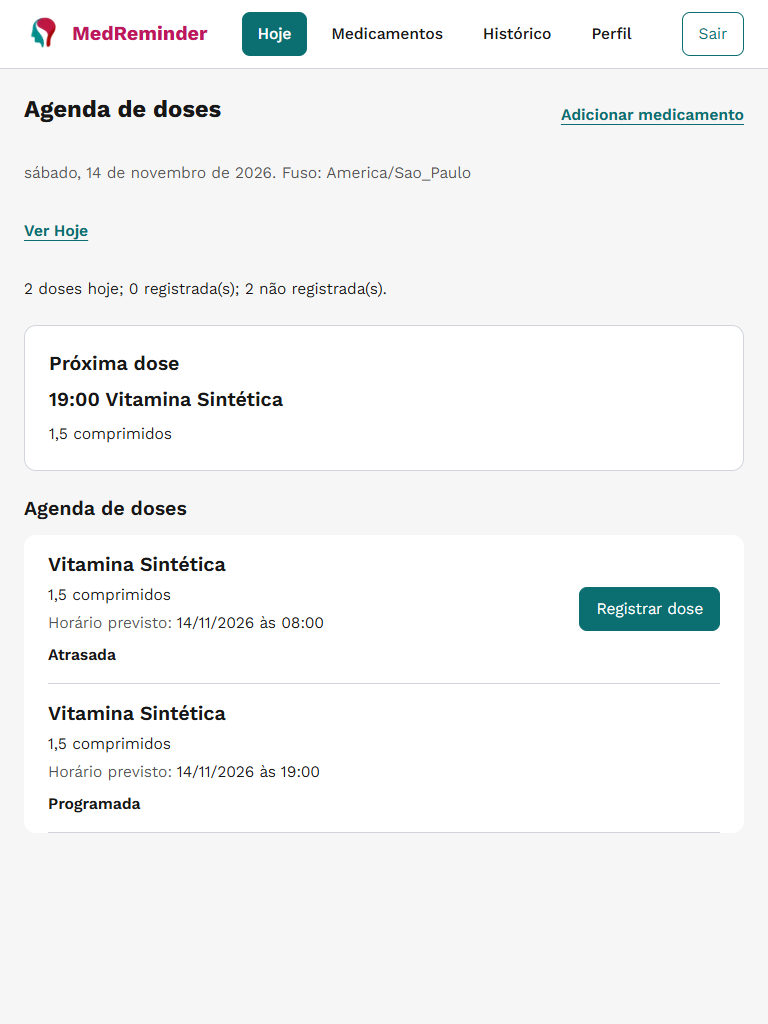 MedReminder
Hoje
Medicamentos
Histórico
Perfil
Sair
Agenda de doses
Adicionar medicamento
sábado, 14 de novembro de 2026. Fuso: America/Sao_Paulo
Ver Hoje
2 doses hoje; 0 registrada(s); 2 não registrada(s).
Próxima dose
19:00 Vitamina Sintética
1,5 comprimidos
Agenda de doses
Vitamina Sintética
1,5 comprimidos
Horário previsto: 14/11/2026 às 08:00
Atrasada
Registrar dose
Vitamina Sintética
1,5 comprimidos
Horário previsto: 14/11/2026 às 19:00
Programada